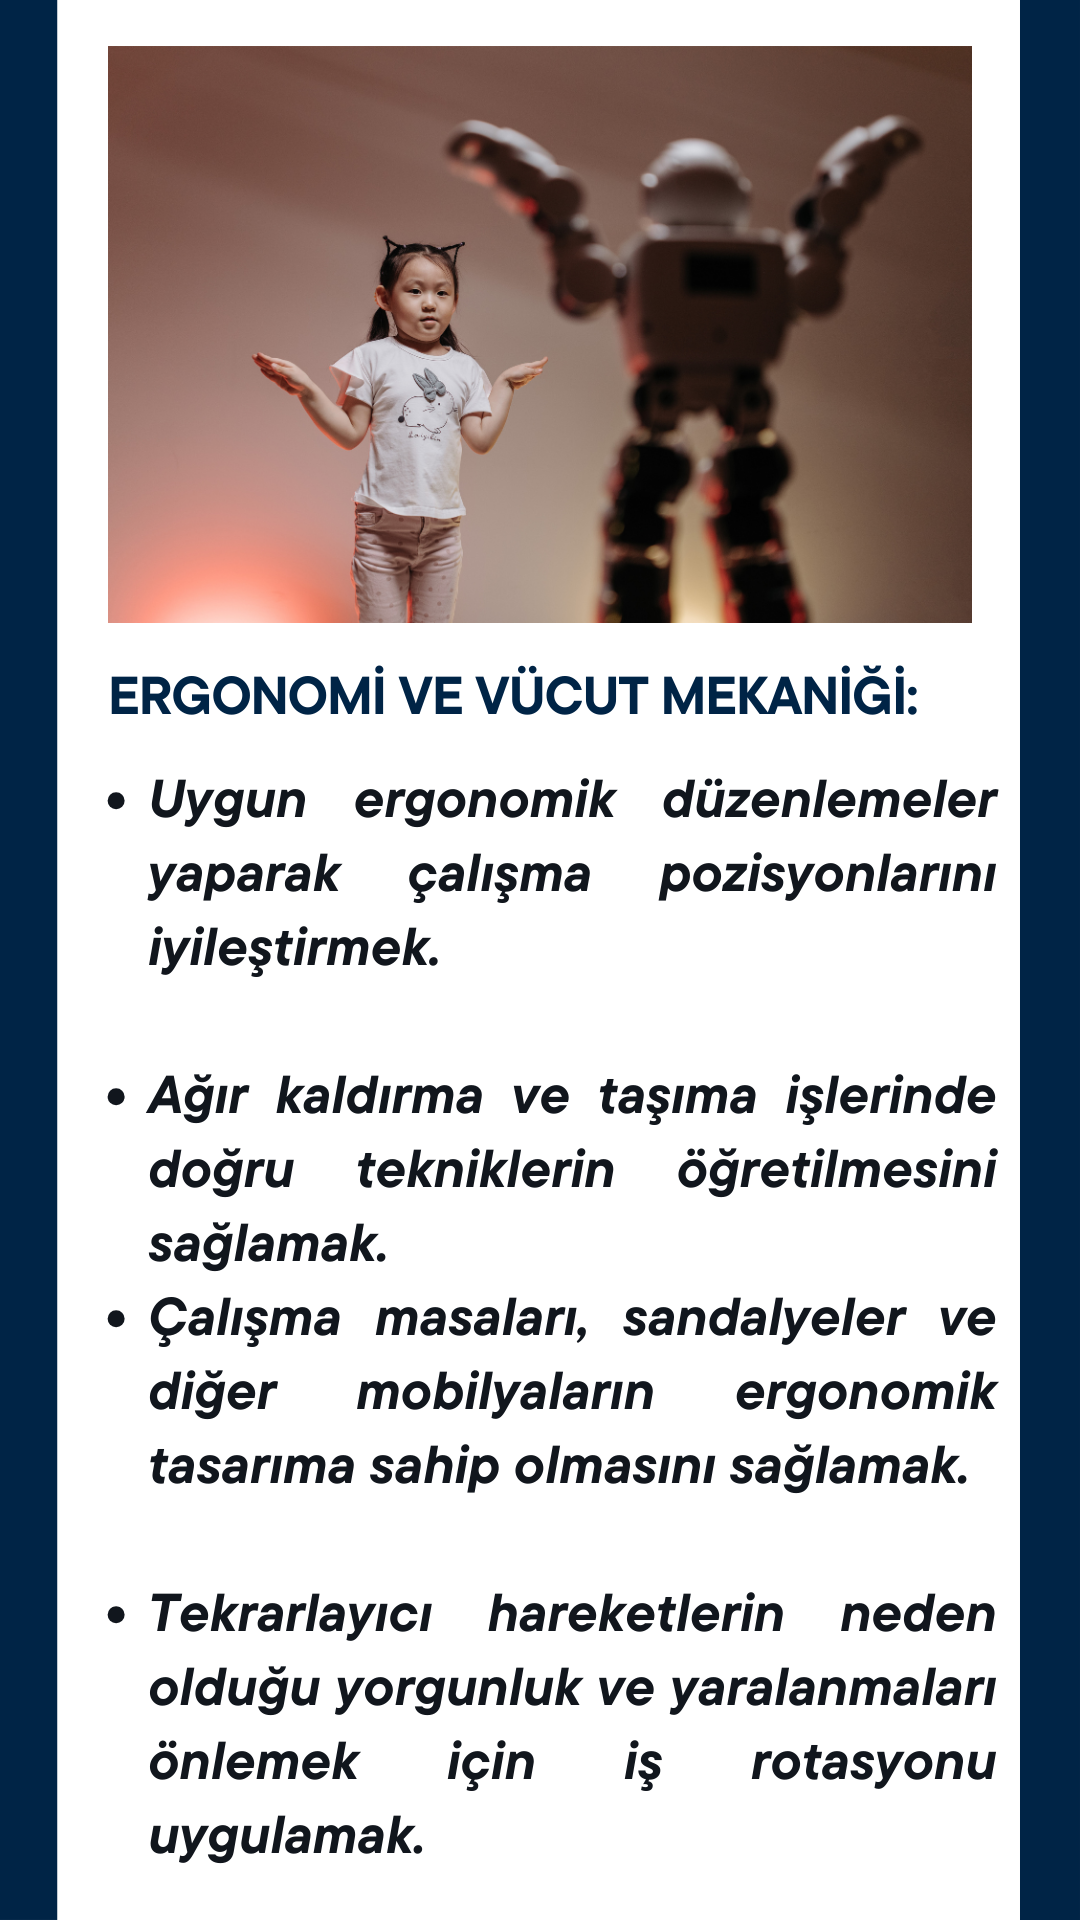 ERGONOMİ VE VÜCUT MEKANİĞİ:
• Uygun ergonomik düzenlemeler
yaparak çalışma pozisyonlarını
iyileştirmek.
• Ağır kaldırma ve taşıma işlerinde
doğru tekniklerin öğretilmesini
sağlamak.
• Çalışma masaları, sandalyeler ve
diğer mobilyaların ergonomik
tasarıma sahip olmasını sağlamak.
• Tekrarlayıcı hareketlerin neden
olduğu yorgunluk ve yaralanmaları
önlemek için iş rotasyonu
uygulamak.